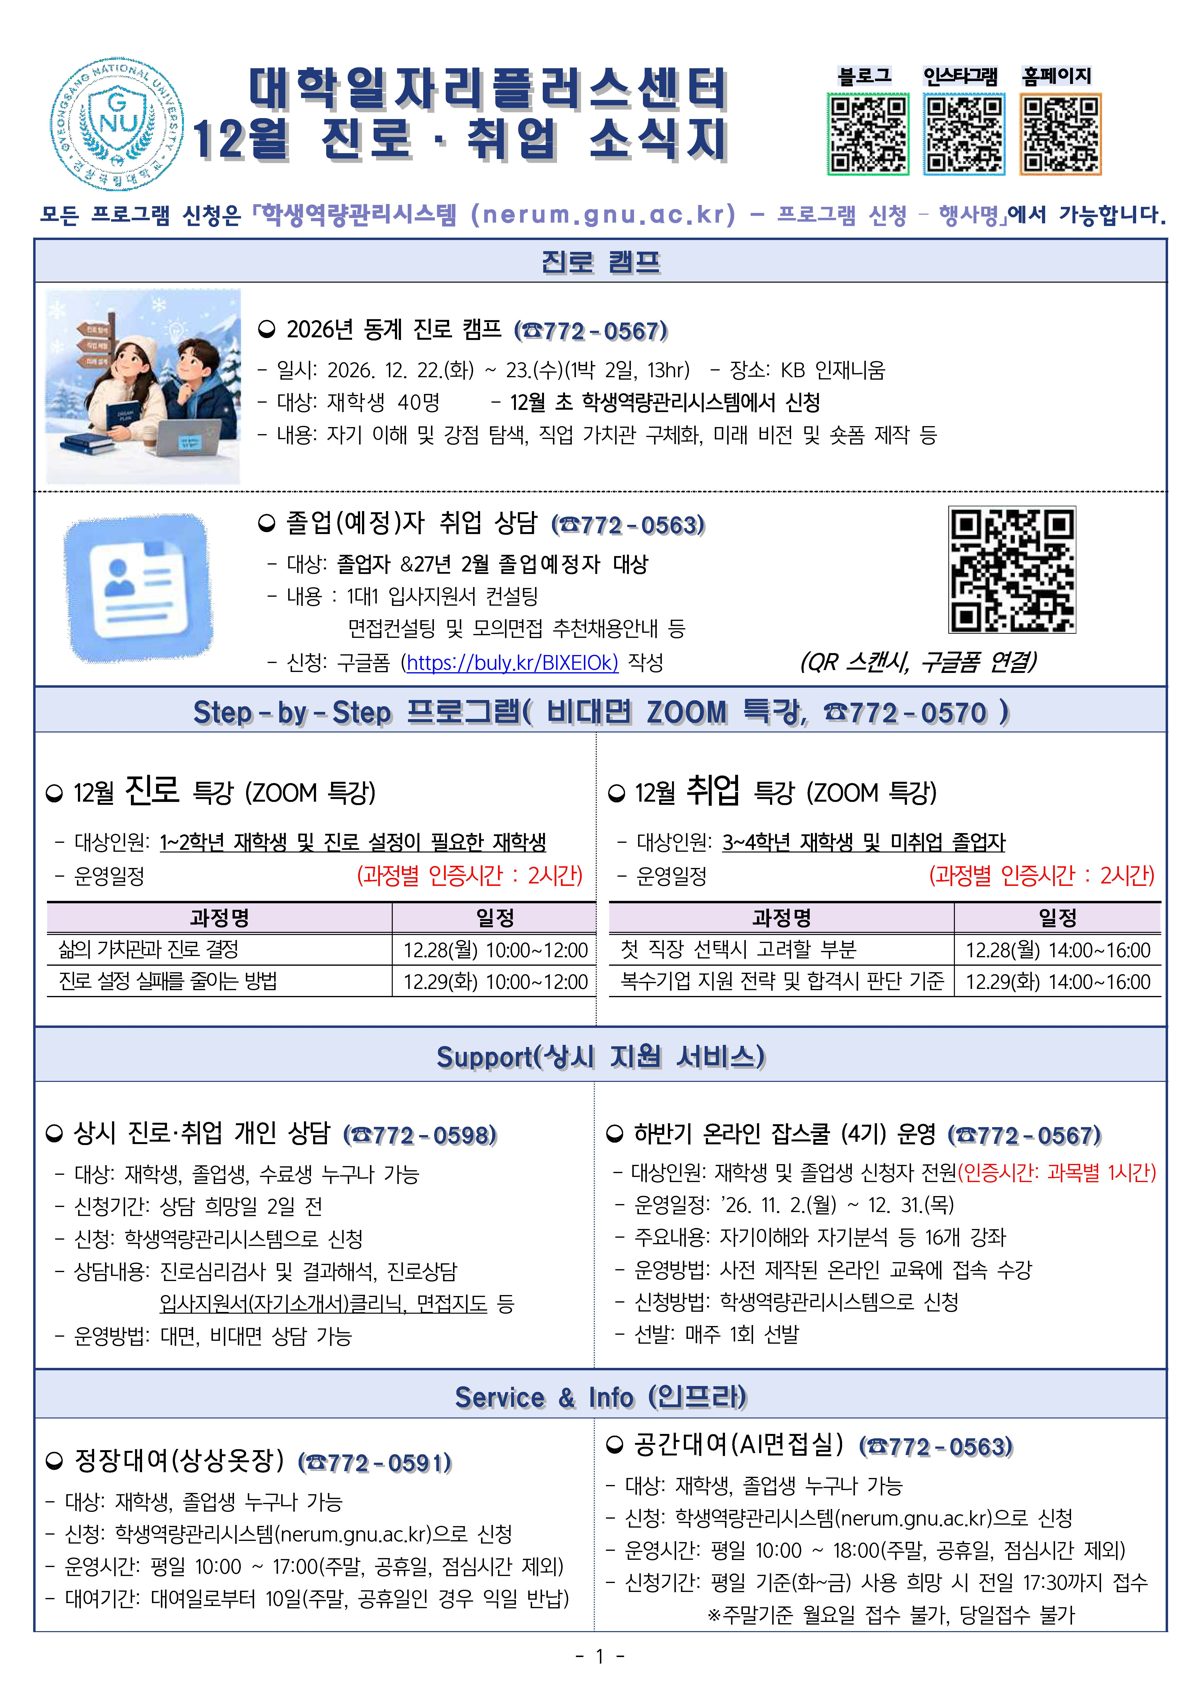 대학일자리플러스센터
12월 진로·취업 소식지
블로그 인스타그램 홈페이지
GYEONGSANG NATIONAL UNIVERSITY
GNU
경상국립대학교
모든 프로그램 신청은 「학생역량관리시스템 (nerum.gnu.ac.kr) – 프로그램 신청 – 행사명」에서 가능합니다.
진로 캠프
진로 탐색
직업 체험
미래 설계
DREAM PLAN
2026년 동계 진로 캠프 (☎772-0567)
- 일시: 2026. 12. 22.(화) ~ 23.(수)(1박 2일, 13hr) - 장소: KB 인재니움
- 대상: 재학생 40명 - 12월 초 학생역량관리시스템에서 신청
- 내용: 자기 이해 및 강점 탐색, 직업 가치관 구체화, 미래 비전 및 숏폼 제작 등
졸업(예정)자 취업 상담 (☎772-0563)
- 대상: 졸업자 &27년 2월 졸업예정자 대상
- 내용 : 1대1 입사지원서 컨설팅
면접컨설팅 및 모의면접 추천채용안내 등
- 신청: 구글폼 (https://buly.kr/BIXEIOk) 작성
(QR 스캔시, 구글폼 연결)
Step-by-Step 프로그램( 비대면 ZOOM 특강, ☎772-0570 )
12월 진로 특강 (ZOOM 특강)
- 대상인원: 1~2학년 재학생 및 진로 설정이 필요한 재학생
- 운영일정 (과정별 인증시간 : 2시간)
과정명 일정
삶의 가치관과 진로 결정 12.28(월) 10:00~12:00
진로 설정 실패를 줄이는 방법 12.29(화) 10:00~12:00
12월 취업 특강 (ZOOM 특강)
- 대상인원: 3~4학년 재학생 및 미취업 졸업자
- 운영일정 (과정별 인증시간 : 2시간)
과정명 일정
첫 직장 선택시 고려할 부분 12.28(월) 14:00~16:00
복수기업 지원 전략 및 합격시 판단 기준 12.29(화) 14:00~16:00
Support(상시 지원 서비스)
상시 진로·취업 개인 상담 (☎772-0598)
- 대상: 재학생, 졸업생, 수료생 누구나 가능
- 신청기간: 상담 희망일 2일 전
- 신청: 학생역량관리시스템으로 신청
- 상담내용: 진로심리검사 및 결과해석, 진로상담
입사지원서(자기소개서)클리닉, 면접지도 등
- 운영방법: 대면, 비대면 상담 가능
하반기 온라인 잡스쿨 (4기) 운영 (☎772-0567)
- 대상인원: 재학생 및 졸업생 신청자 전원(인증시간: 과목별 1시간)
- 운영일정: ’26. 11. 2.(월) ~ 12. 31.(목)
- 주요내용: 자기이해와 자기분석 등 16개 강좌
- 운영방법: 사전 제작된 온라인 교육에 접속 수강
- 신청방법: 학생역량관리시스템으로 신청
- 선발: 매주 1회 선발
Service & Info (인프라)
정장대여(상상옷장) (☎772-0591)
- 대상: 재학생, 졸업생 누구나 가능
- 신청: 학생역량관리시스템(nerum.gnu.ac.kr)으로 신청
- 운영시간: 평일 10:00 ~ 17:00(주말, 공휴일, 점심시간 제외)
- 대여기간: 대여일로부터 10일(주말, 공휴일인 경우 익일 반납)
공간대여(AI면접실) (☎772-0563)
- 대상: 재학생, 졸업생 누구나 가능
- 신청: 학생역량관리시스템(nerum.gnu.ac.kr)으로 신청
- 운영시간: 평일 10:00 ~ 18:00(주말, 공휴일, 점심시간 제외)
- 신청기간: 평일 기준(화~금) 사용 희망 시 전일 17:30까지 접수
※주말기준 월요일 접수 불가, 당일접수 불가
- 1 -